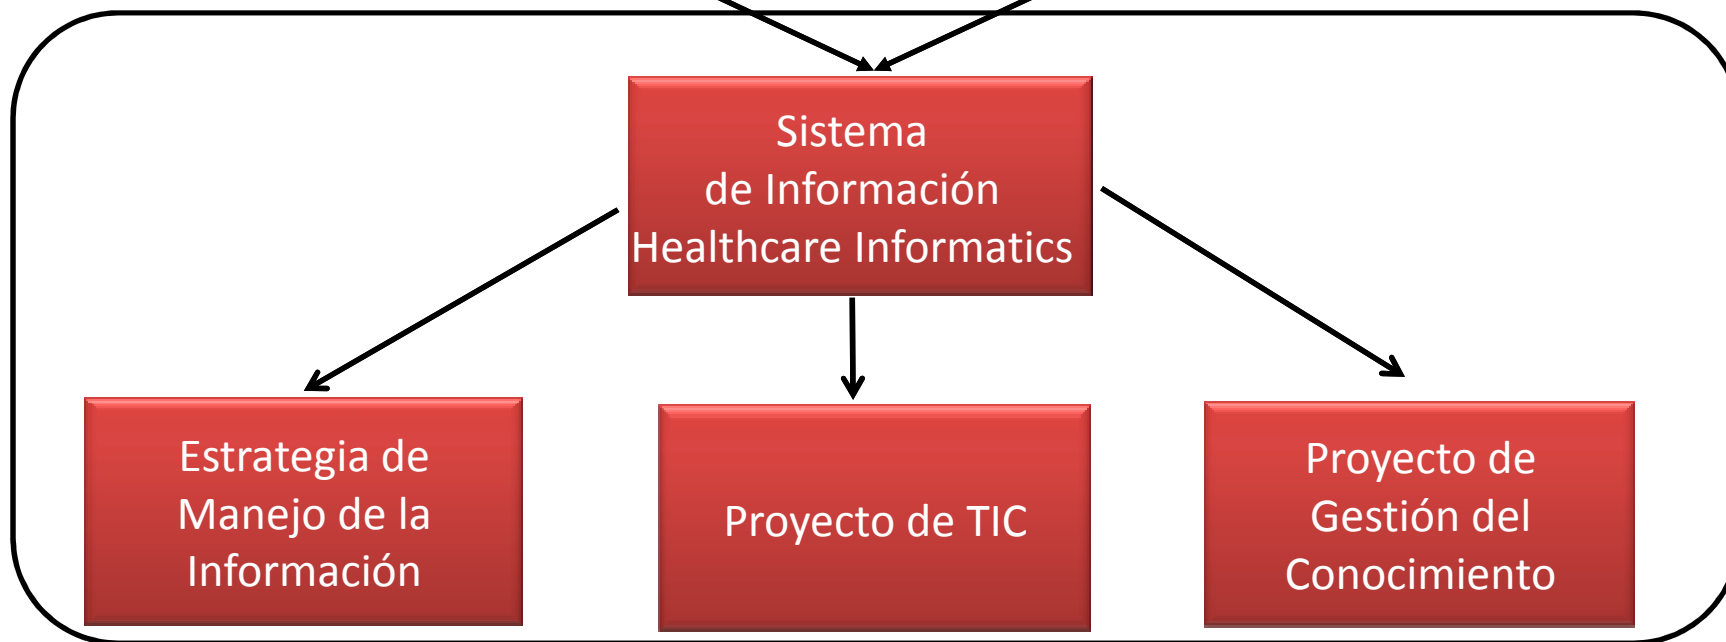 Sistema
de Información
Healthcare Informatics
Estrategia de
Manejo de la
Información
Proyecto de TIC
Proyecto de
Gestión del
Conocimiento